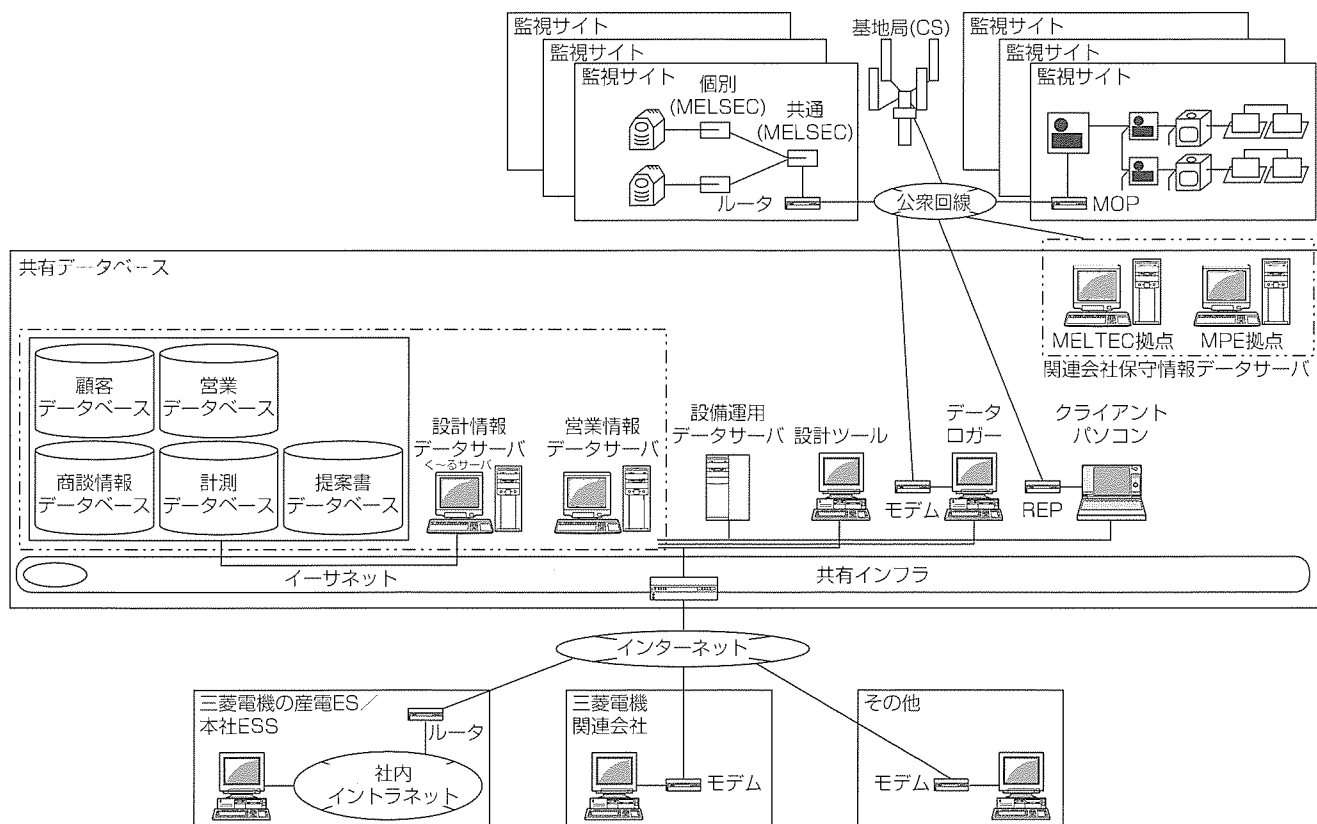 監視サイト
監視サイト
監視サイト
個別
(MELSEC)
共通
(MELSEC)
ルータ
基地局(CS)
公衆回線
監視サイト
監視サイト
監視サイト
MOP
共有データベース
MELTEC拠点
MPE拠点
関連会社保守情報データサーバ
顧客
データベース
営業
データベース
商談情報
データベース
計測
データベース
提案書
データベース
設計情報
データサーバ
く〜るサーバ
営業情報
データサーバ
設備運用
データサーバ
設計ツール
モデム
データ
ロガー
REP
クライアント
パソコン
イーサネット
共有インフラ
インターネット
三菱電機の産電ES／
本社ESS
ルータ
社内
イントラネット
三菱電機
関連会社
モデム
その他
モデム